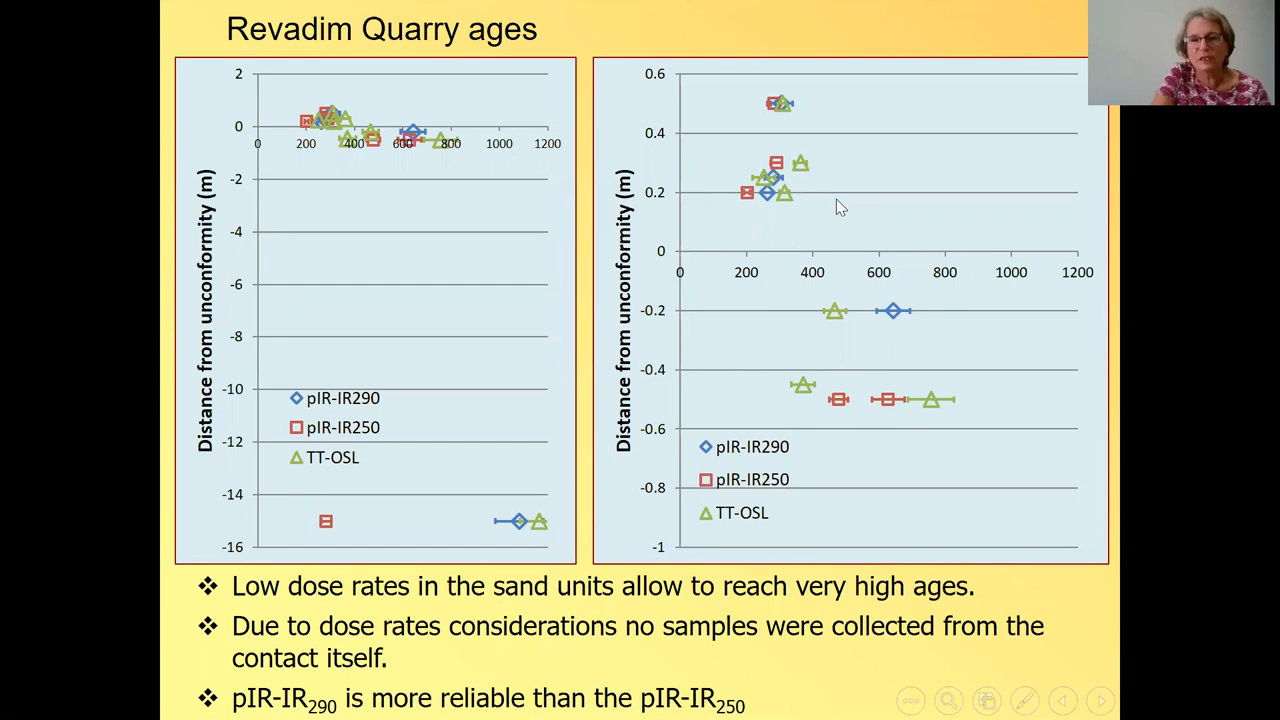 Revadim Quarry ages
Distance from unconformity (m)
2
0
-2
-4
-6
-8
-10
-12
-14
-16
0 200 400 600 800 1000 1200
pIR-IR290
pIR-IR250
TT-OSL
Distance from unconformity (m)
0.6
0.4
0.2
0
-0.2
-0.4
-0.6
-0.8
-1
0 200 400 600 800 1000 1200
pIR-IR290
pIR-IR250
TT-OSL
❖ Low dose rates in the sand units allow to reach very high ages.
❖ Due to dose rates considerations no samples were collected from the
contact itself.
❖ pIR-IR290 is more reliable than the pIR-IR250